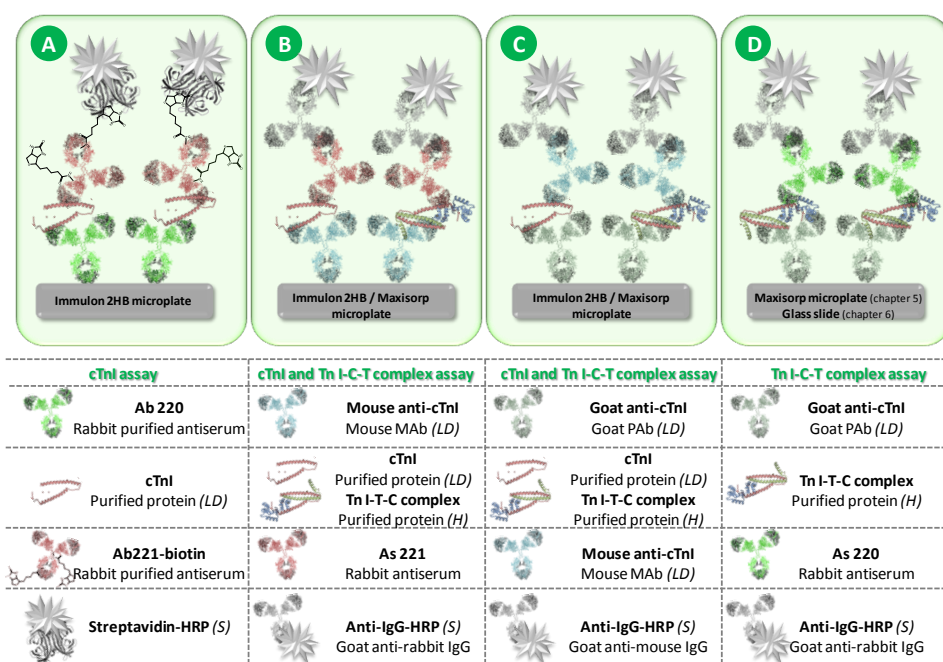 A
B
C
D
Immulon 2HB microplate
Immulon 2HB / Maxisorp
microplate
Immulon 2HB / Maxisorp
microplate
Maxisorp microplate (chapter 5)
Glass slide (chapter 6)
cTnI assay
cTnI and Tn I-C-T complex assay
cTnI and Tn I-C-T complex assay
Tn I-C-T complex assay
Ab 220
Rabbit purified antiserum
Mouse anti-cTnI
Mouse MAb (LD)
Goat anti-cTnI
Goat PAb (LD)
Goat anti-cTnI
Goat PAb (LD)
cTnI
Purified protein (LD)
cTnI
Purified protein (LD)
Tn I-T-C complex
Purified protein (H)
cTnI
Purified protein (LD)
Tn I-T-C complex
Purified protein (H)
Tn I-T-C complex
Purified protein (H)
Ab221-biotin
Rabbit purified antiserum
As 221
Rabbit antiserum
Mouse anti-cTnI
Mouse MAb (LD)
As 220
Rabbit antiserum
Streptavidin-HRP (S)
Anti-IgG-HRP (S)
Goat anti-rabbit IgG
Anti-IgG-HRP (S)
Goat anti-mouse IgG
Anti-IgG-HRP (S)
Goat anti-rabbit IgG